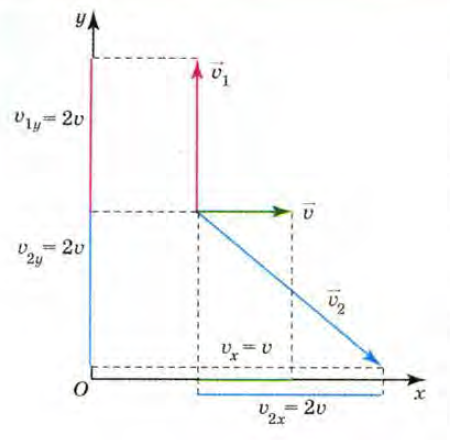 y
v⃗₁
v₁y = 2v
v⃗
v₂y = 2v
v⃗₂
vₓ = v
O
x
v₂ₓ = 2v